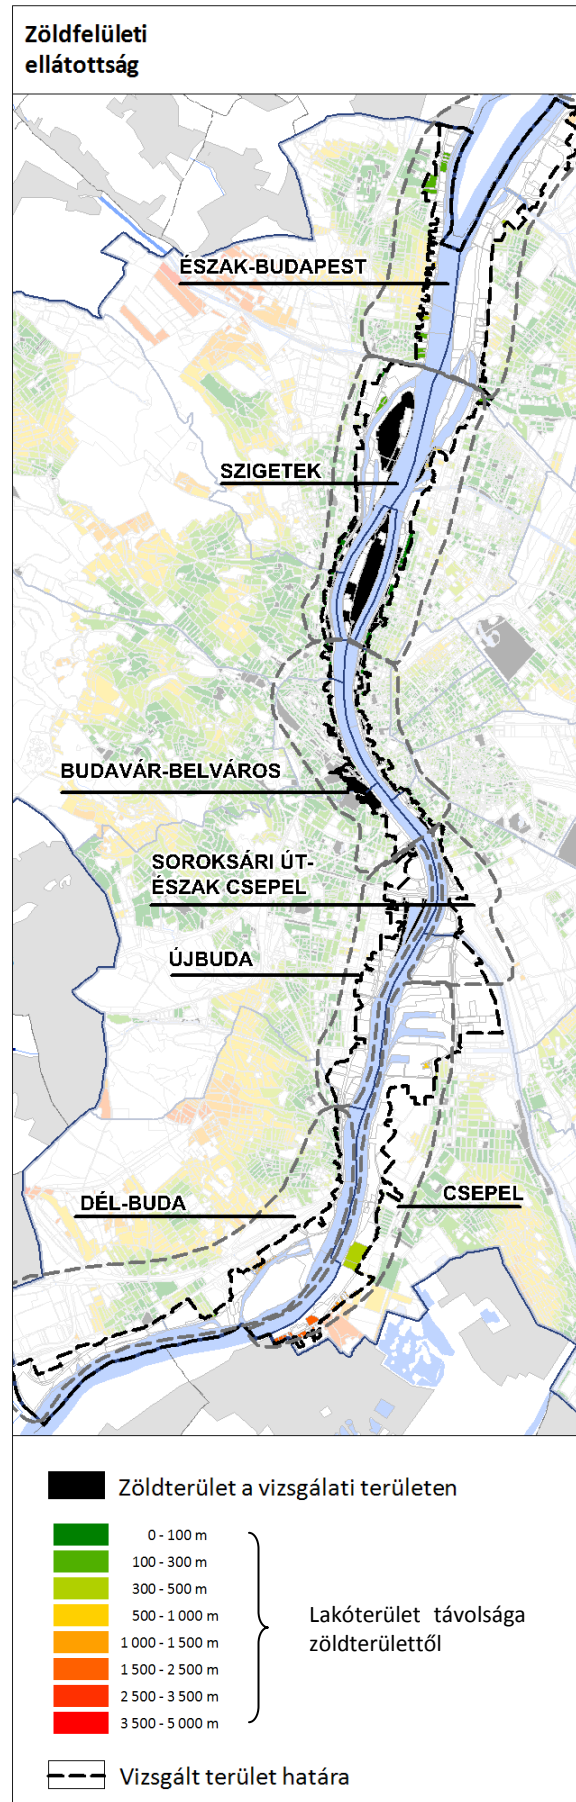 Zöldfelületi
ellátottság
ÉSZAK-BUDAPEST
SZIGETEK
BUDAVÁR-BELVÁROS
SOROKSÁRI ÚT-
ÉSZAK CSEPEL
ÚJBUDA
DÉL-BUDA
CSEPEL
Zöldterület a vizsgálati területen
0 - 100 m
100 - 300 m
300 - 500 m
500 - 1 000 m
1 000 - 1 500 m
1 500 - 2 500 m
2 500 - 3 500 m
3 500 - 5 000 m
Lakóterület távolsága
zöldterülettől
Vizsgált terület határa